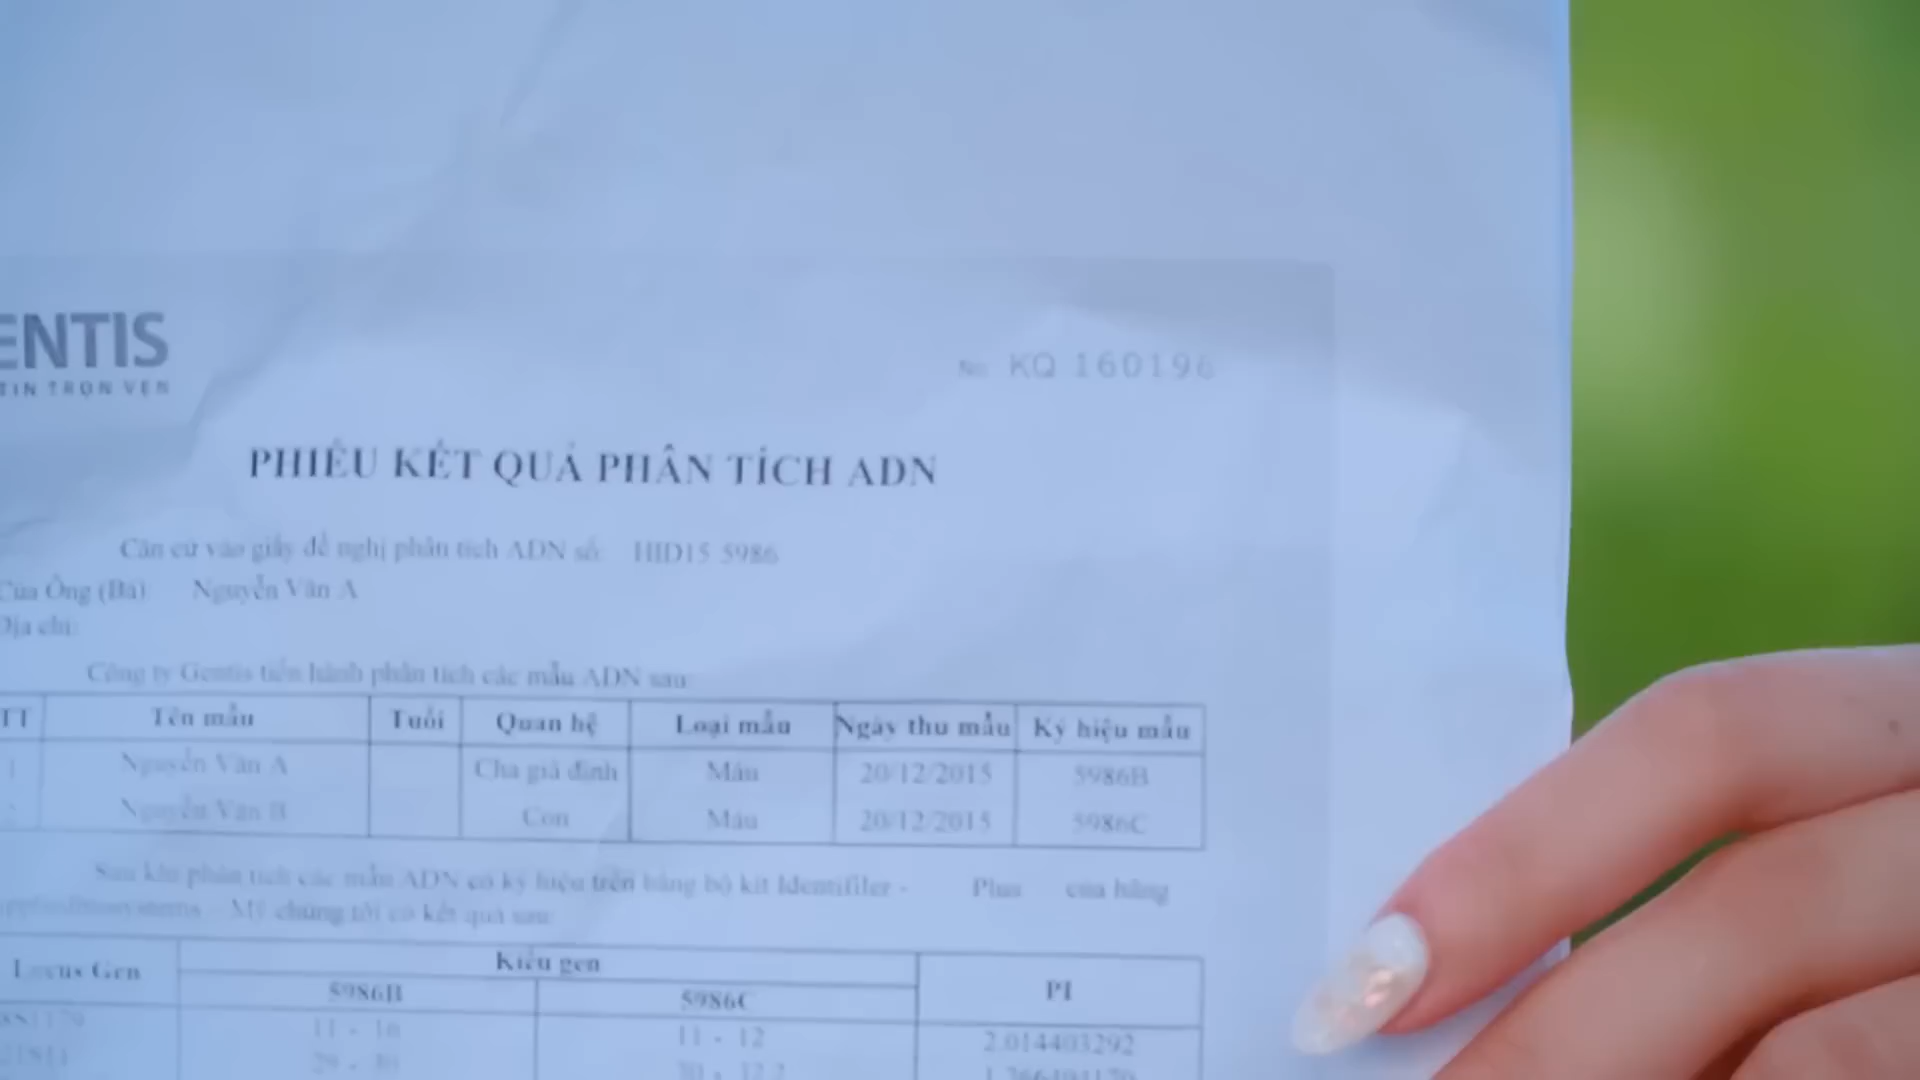 ENTIS
TIN TRỌN VẸN
No KQ 160196
PHIẾU KẾT QUẢ PHÂN TÍCH ADN
Căn cứ vào giấy đề nghị phân tích ADN số: HID15 5986
Của Ông (Bà) Nguyễn Văn A
Địa chỉ:
Công ty Gentis tiến hành phân tích các mẫu ADN sau:
TT Tên mẫu Tuổi Quan hệ Loại mẫu Ngày thu mẫu Ký hiệu mẫu
1 Nguyễn Văn A Cha giả định Máu 20/12/2015 5986B
Nguyễn Văn B Con Máu 20/12/2015 5986C
Sau khi phân tích các mẫu ADN có ký hiệu trên bằng bộ kit Identifiler - Plus của hãng
Mỹ chúng tôi có kết quả sau:
Locus Gen Kiểu gen PI
5986B 5986C
11 - 16 11 - 12 2.014403292